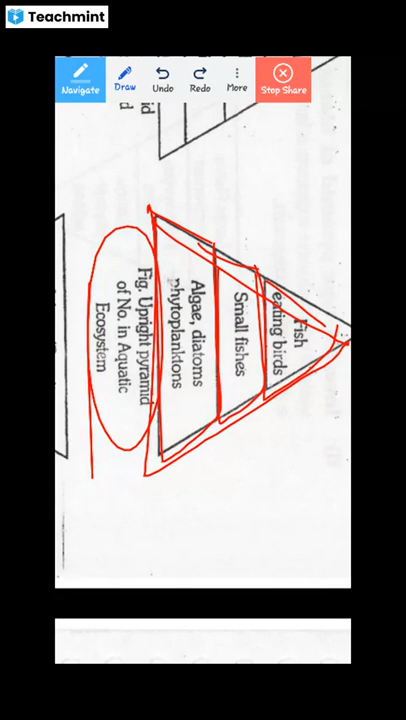 Teachmint
Navigate
Draw
Undo
Redo
More
Stop Share
Fish
eating birds
Small fishes
Algae, diatoms
phytoplanktons
Fig. Upright pyramid
of No. in Aquatic
Ecosystem
id
d